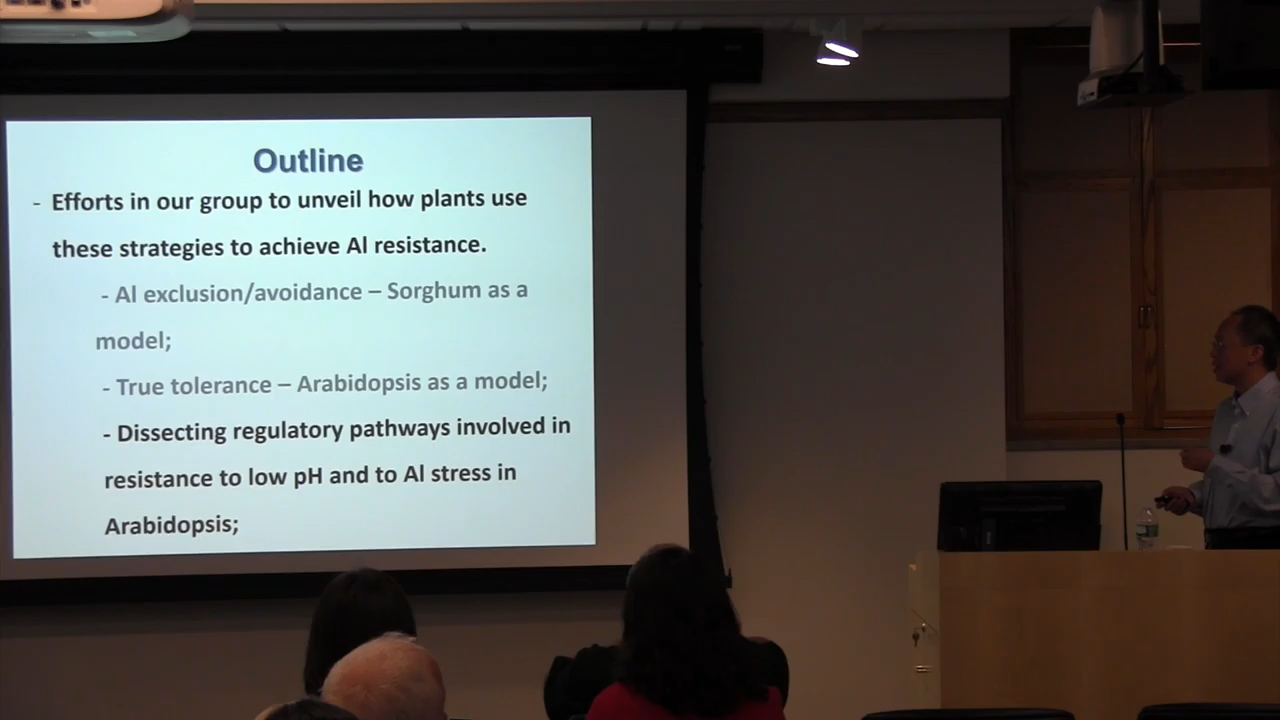 Outline
- Efforts in our group to unveil how plants use
these strategies to achieve Al resistance.
- Al exclusion/avoidance – Sorghum as a
model;
- True tolerance – Arabidopsis as a model;
- Dissecting regulatory pathways involved in
resistance to low pH and to Al stress in
Arabidopsis;